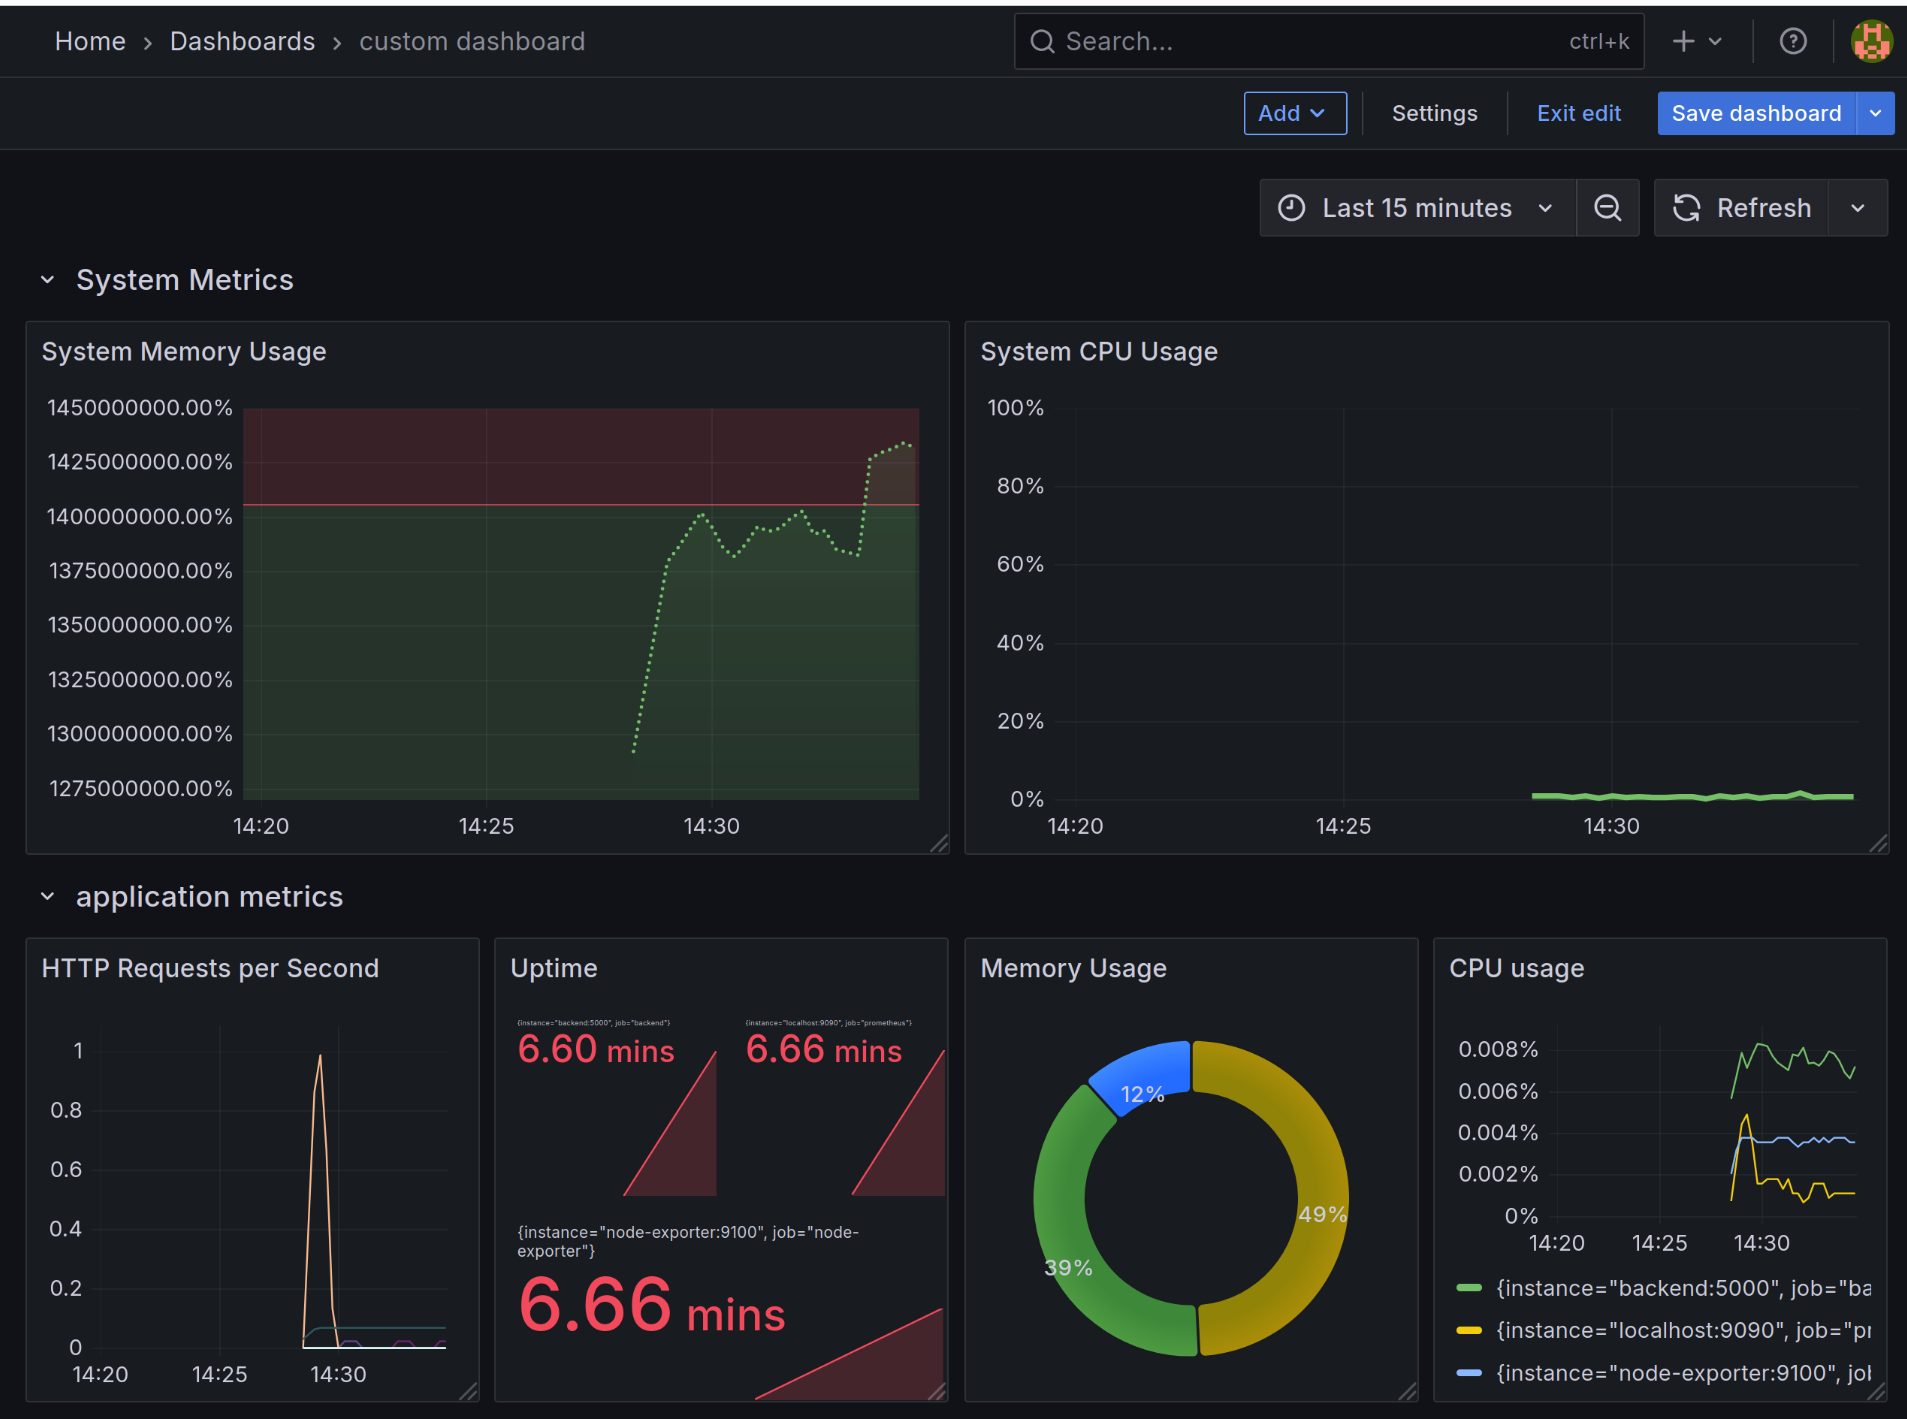 Home › Dashboards › custom dashboard
Search... ctrl+k
Add Settings Exit edit Save dashboard
Last 15 minutes Refresh
System Metrics
System Memory Usage
1450000000.00%
1425000000.00%
1400000000.00%
1375000000.00%
1350000000.00%
1325000000.00%
1300000000.00%
1275000000.00%
14:20 14:25 14:30
System CPU Usage
100%
80%
60%
40%
20%
0%
14:20 14:25 14:30
application metrics
HTTP Requests per Second
1
0.8
0.6
0.4
0.2
0
14:20 14:25 14:30
Uptime
{instance="backend:5000", job="backend"}
6.60 mins
{instance="localhost:9090", job="prometheus"}
6.66 mins
{instance="node-exporter:9100", job="node-
exporter"}
6.66 mins
Memory Usage
12%
49%
39%
CPU usage
0.008%
0.006%
0.004%
0.002%
0%
14:20 14:25 14:30
{instance="backend:5000", job="ba
{instance="localhost:9090", job="pr
{instance="node-exporter:9100", jol